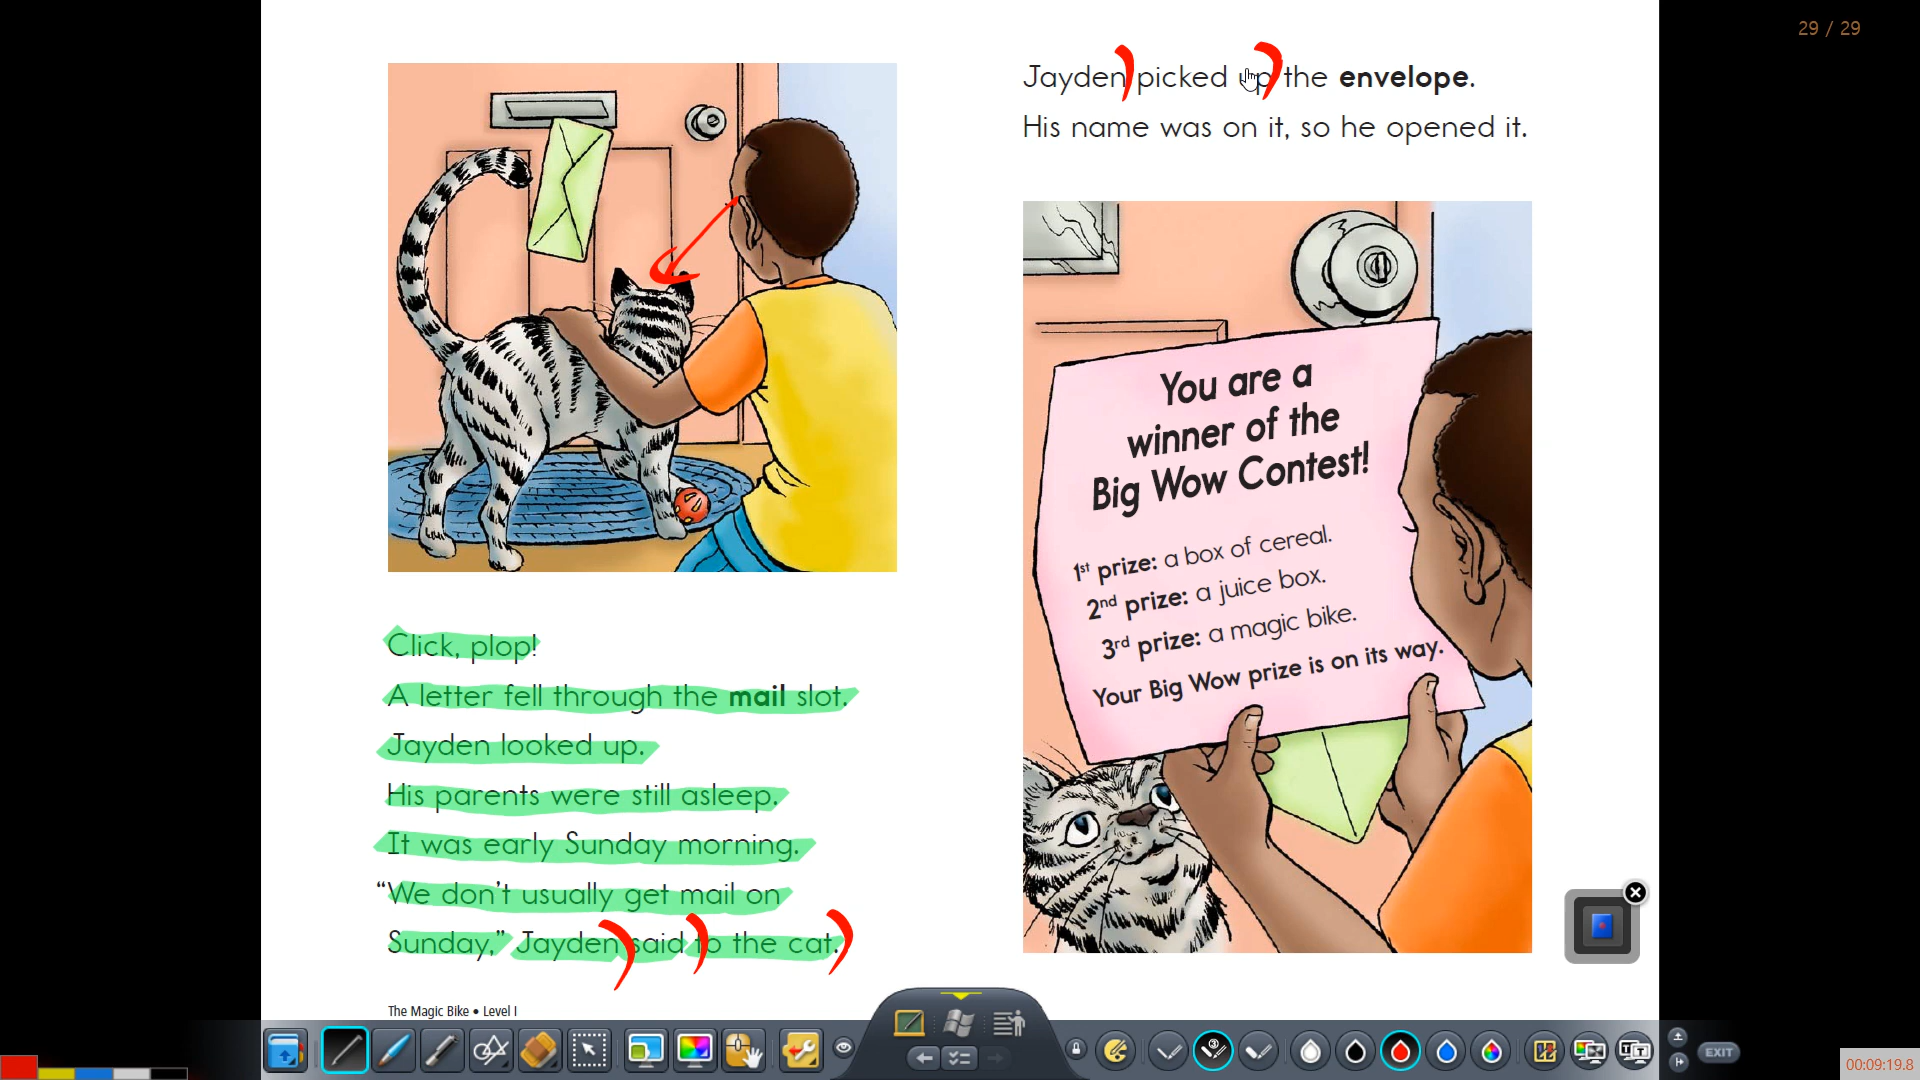 29 / 29
Click, plop!
A letter fell through the mail slot.
Jayden looked up.
His parents were still asleep.
It was early Sunday morning.
“We don’t usually get mail on
Sunday,” Jayden said to the cat.
The Magic Bike • Level I
Jayden picked up the envelope.
His name was on it, so he opened it.
You are a
winner of the
Big Wow Contest!
1st prize: a box of cereal.
2nd prize: a juice box.
3rd prize: a magic bike.
Your Big Wow prize is on its way.
EXIT
00:09:19.8